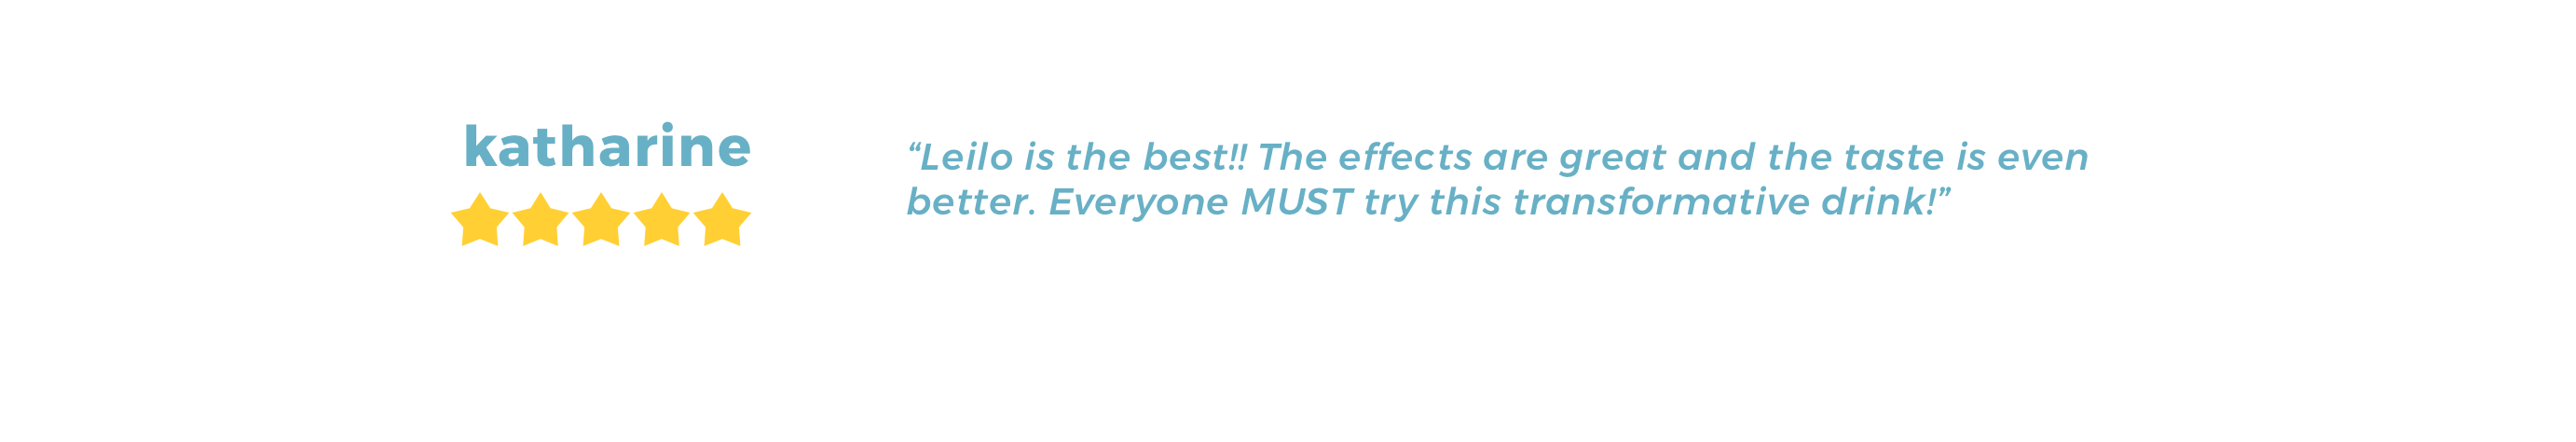 katharine
“Leilo is the best!! The effects are great and the taste is even
better. Everyone MUST try this transformative drink!”